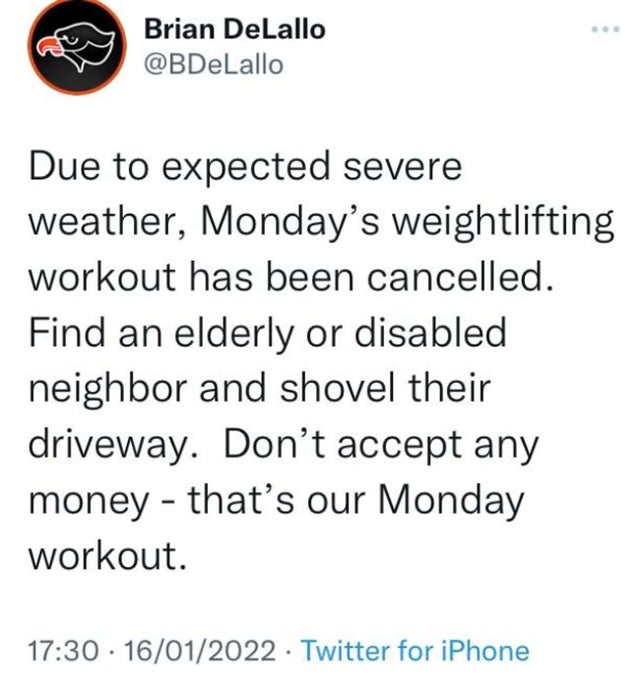 Brian DeLallo
@BDeLallo
Due to expected severe
weather, Monday’s weightlifting
workout has been cancelled.
Find an elderly or disabled
neighbor and shovel their
driveway.  Don’t accept any
money - that’s our Monday
workout.
17:30 · 16/01/2022 · Twitter for iPhone